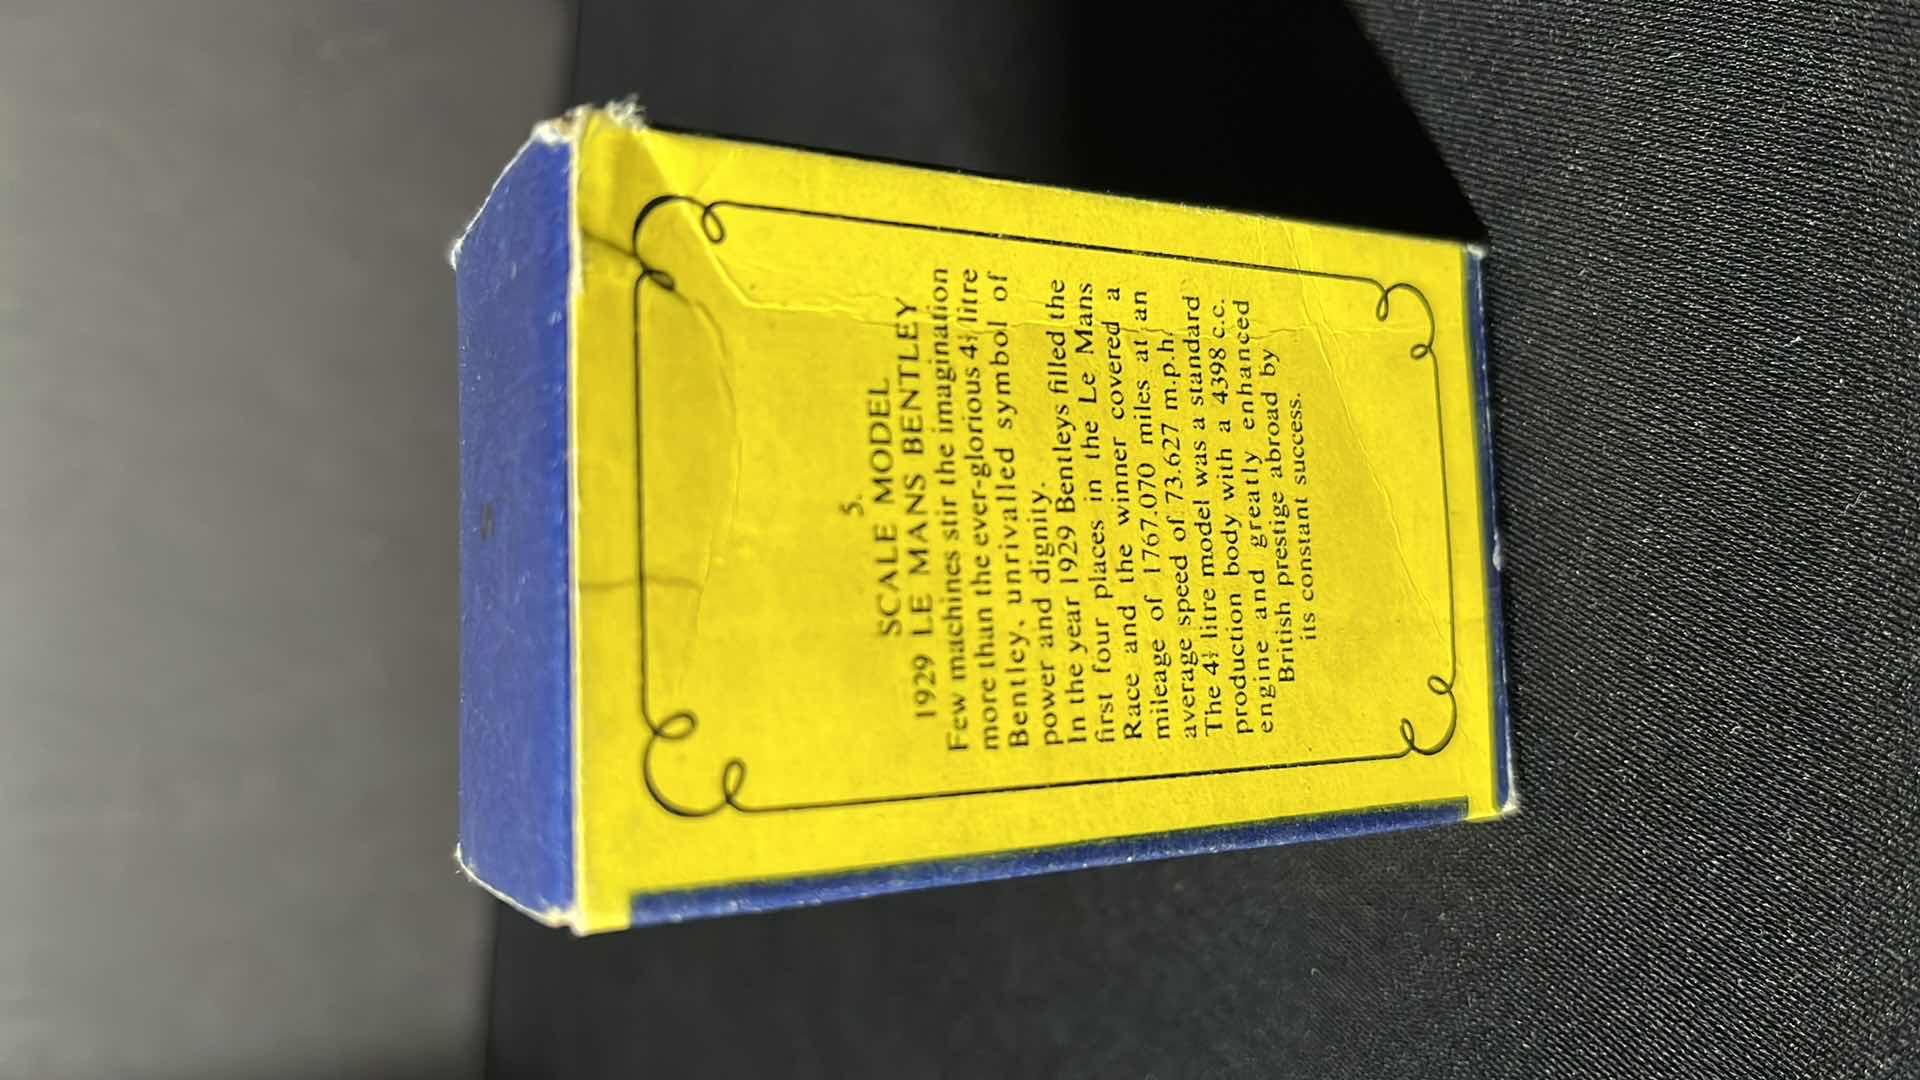 5
5.
SCALE MODEL
1929 LE MANS BENTLEY
Few machines stir the imagination
more than the ever-glorious 4½ litre
Bentley, unrivalled symbol of
power and dignity.
In the year 1929 Bentleys filled the
first four places in the Le Mans
Race and the winner covered a
mileage of 1767.070 miles at an
average speed of 73.627 m.p.h.
The 4½ litre model was a standard
production body with a 4398 c.c.
engine and greatly enhanced
British prestige abroad by
its constant success.